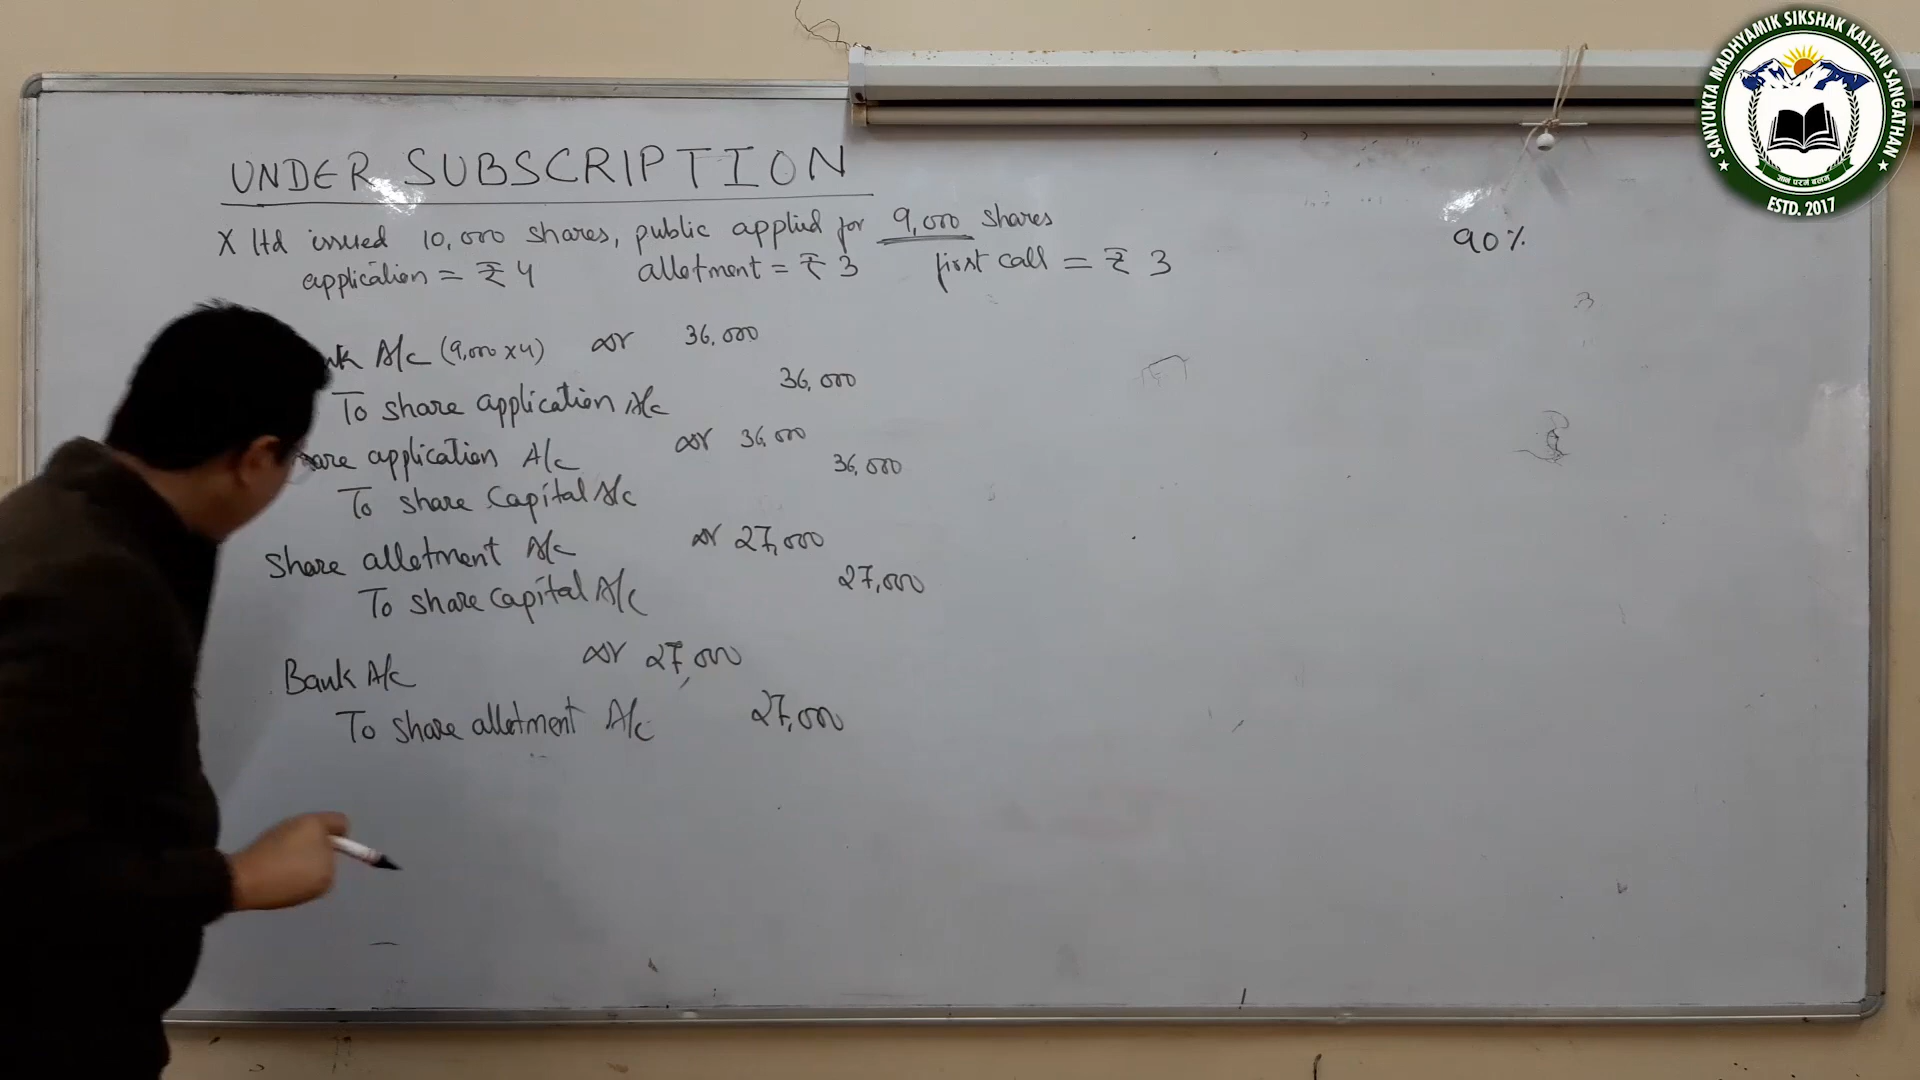 UNDER SUBSCRIPTION
X ltd issued 10,000 shares, public applied for 9,000 shares
application = ₹ 4 allotment = ₹ 3 first call = ₹ 3
90%
nk A/c (9,000 x 4) Dr 36,000
To share application A/c 36,000
are application A/c Dr 36,000
To share Capital A/c 36,000
Share allotment A/c Dr 27,000
To share Capital A/c 27,000
Bank A/c Dr 27,000
To share allotment A/c 27,000
SANYUKTA MADHYAMIK SIKSHAK KALYAN SANGATHAN
ESTD. 2017